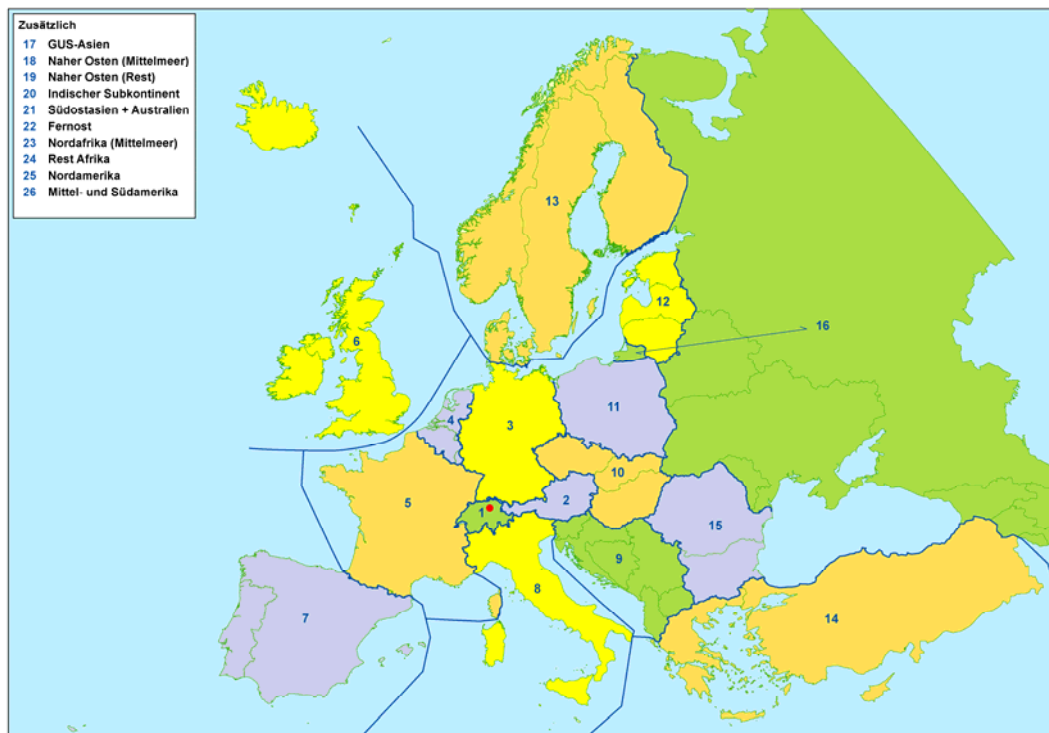 Zusätzlich
17 GUS-Asien
18 Naher Osten (Mittelmeer)
19 Naher Osten (Rest)
20 Indischer Subkontinent
21 Südostasien + Australien
22 Fernost
23 Nordafrika (Mittelmeer)
24 Rest Afrika
25 Nordamerika
26 Mittel- und Südamerika
13
12
16
6
11
4
3
10
5
2
1
15
9
8
7
14